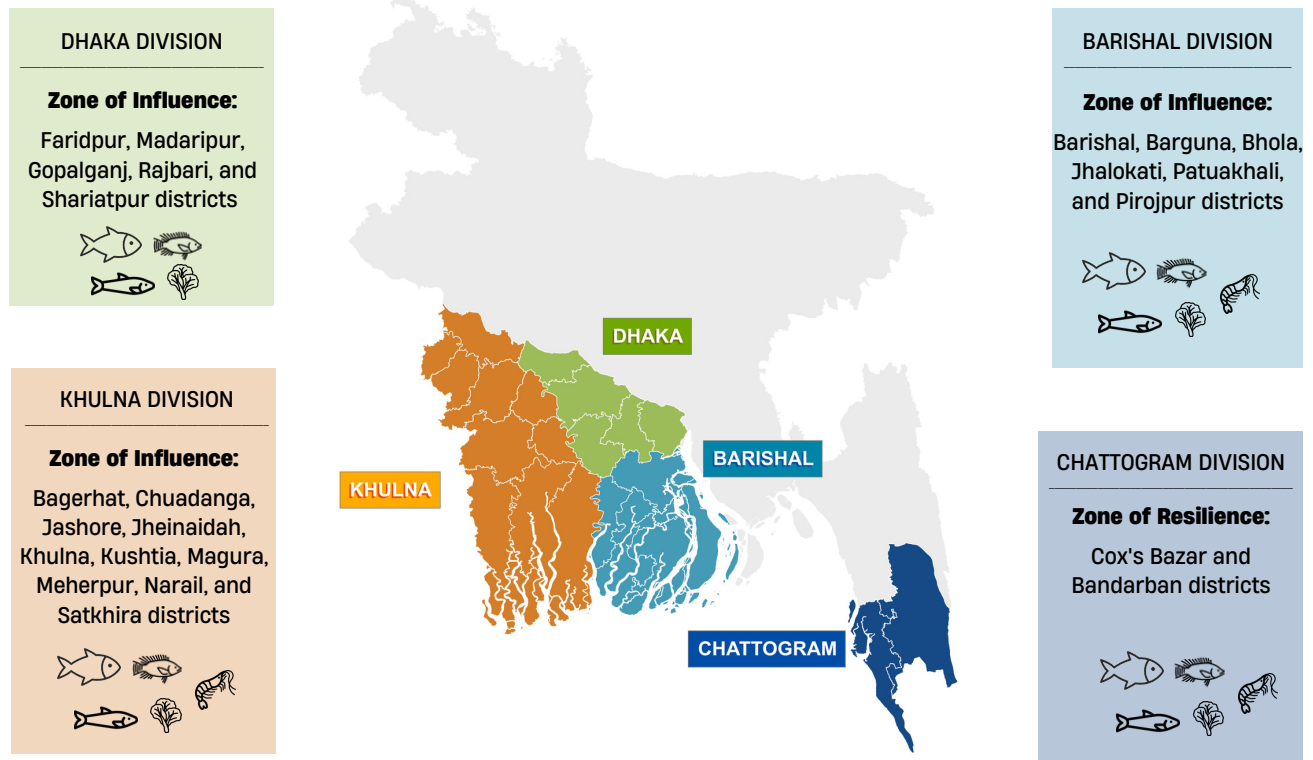 DHAKA DIVISION
Zone of Influence:
Faridpur, Madaripur,
Gopalganj, Rajbari, and
Shariatpur districts
KHULNA DIVISION
Zone of Influence:
Bagerhat, Chuadanga,
Jashore, Jheinaidah,
Khulna, Kushtia, Magura,
Meherpur, Narail, and
Satkhira districts
DHAKA
BARISHAL
KHULNA
CHATTOGRAM
BARISHAL DIVISION
Zone of Influence:
Barishal, Barguna, Bhola,
Jhalokati, Patuakhali,
and Pirojpur districts
CHATTOGRAM DIVISION
Zone of Resilience:
Cox's Bazar and
Bandarban districts